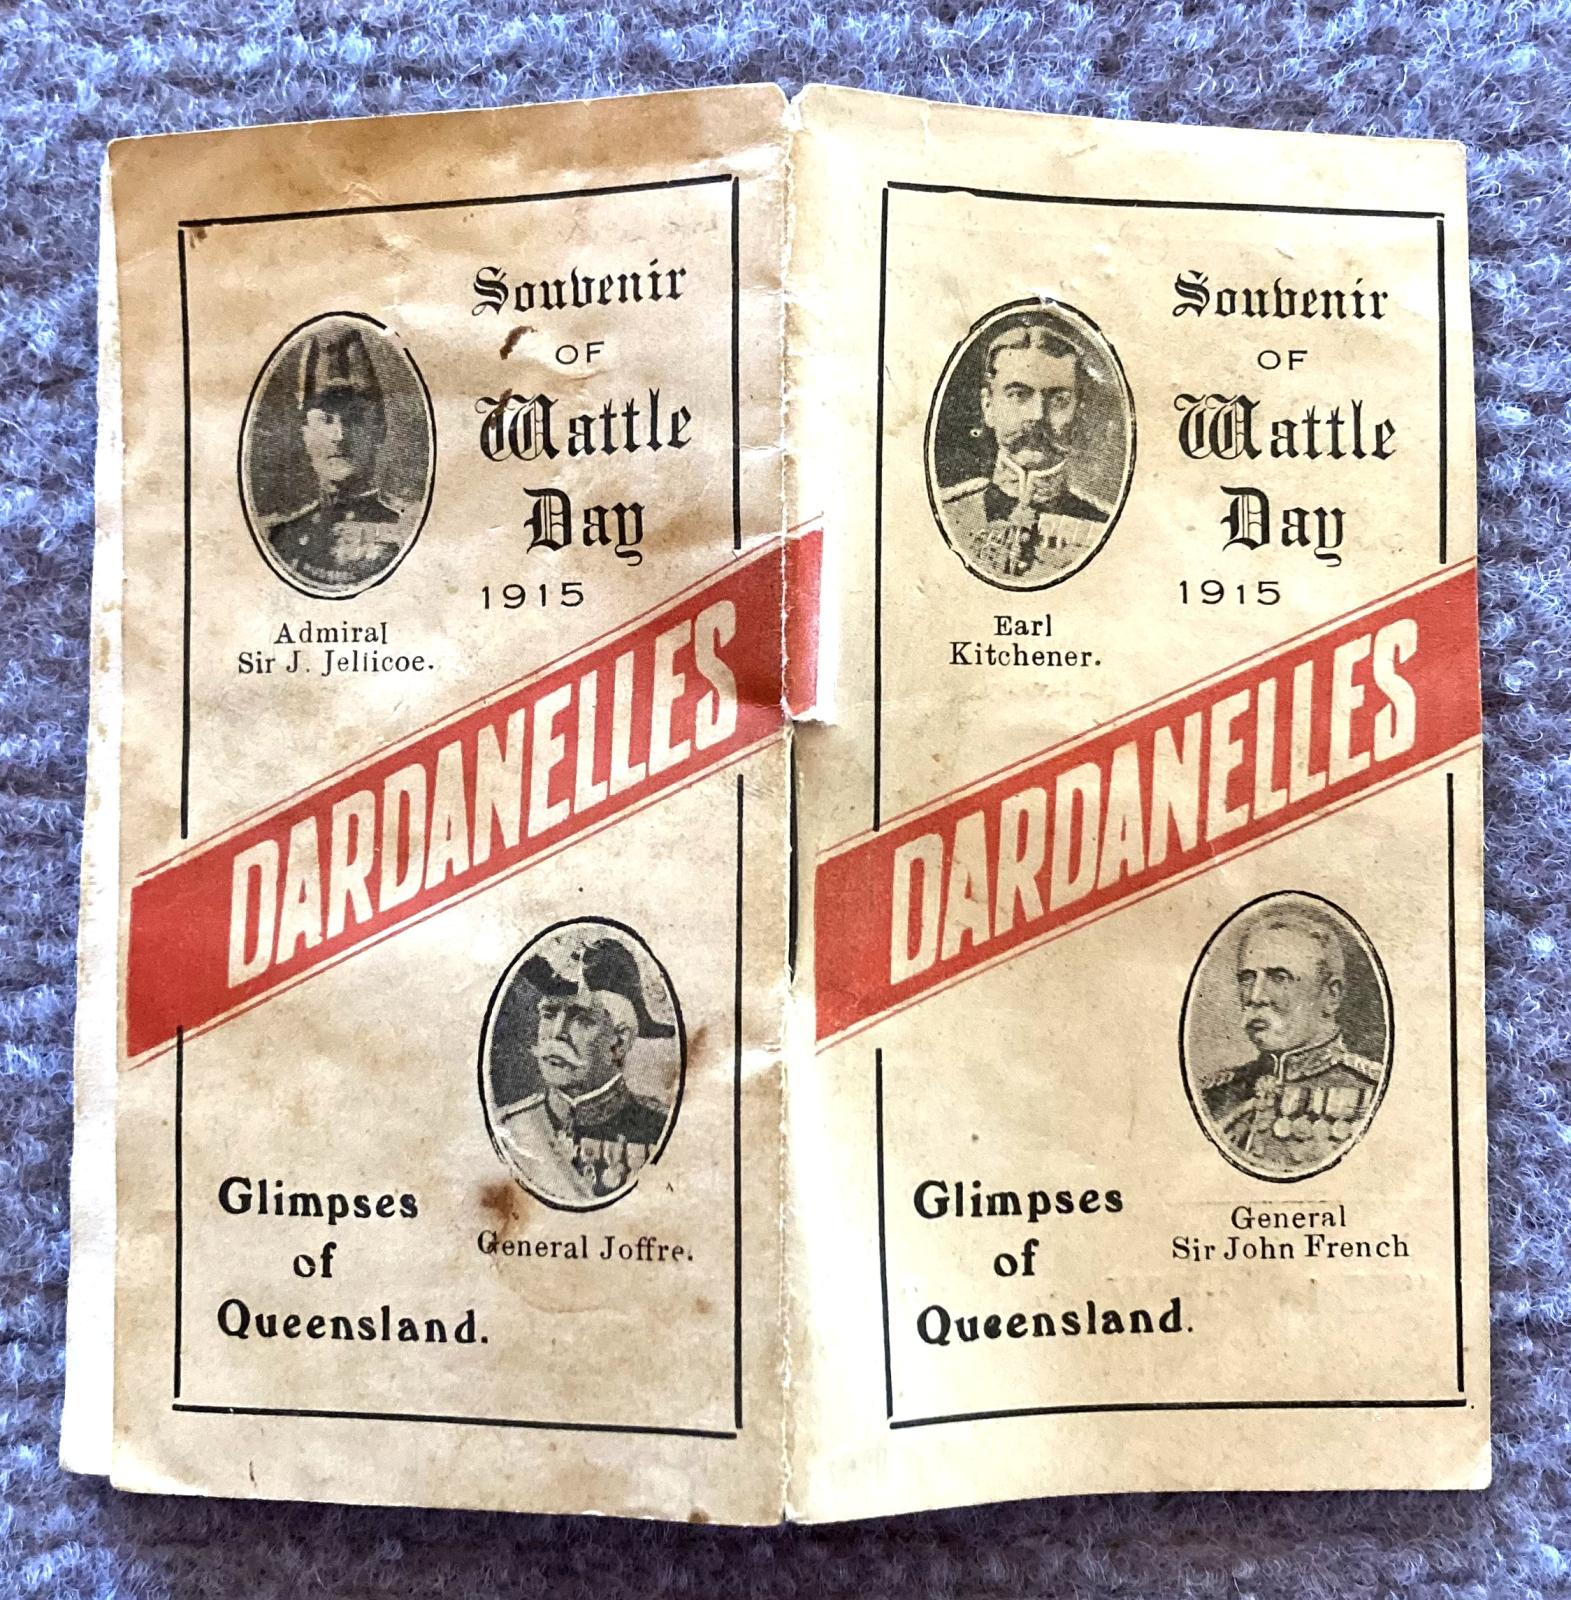 Souvenir
OF
Wattle
Day
1915
Admiral
Sir J. Jellicoe.
DARDANELLES
General Joffre.
Glimpses
of
Queensland.
Souvenir
OF
Wattle
Day
1915
Earl
Kitchener.
DARDANELLES
General
Sir John French
Glimpses
of
Queensland.